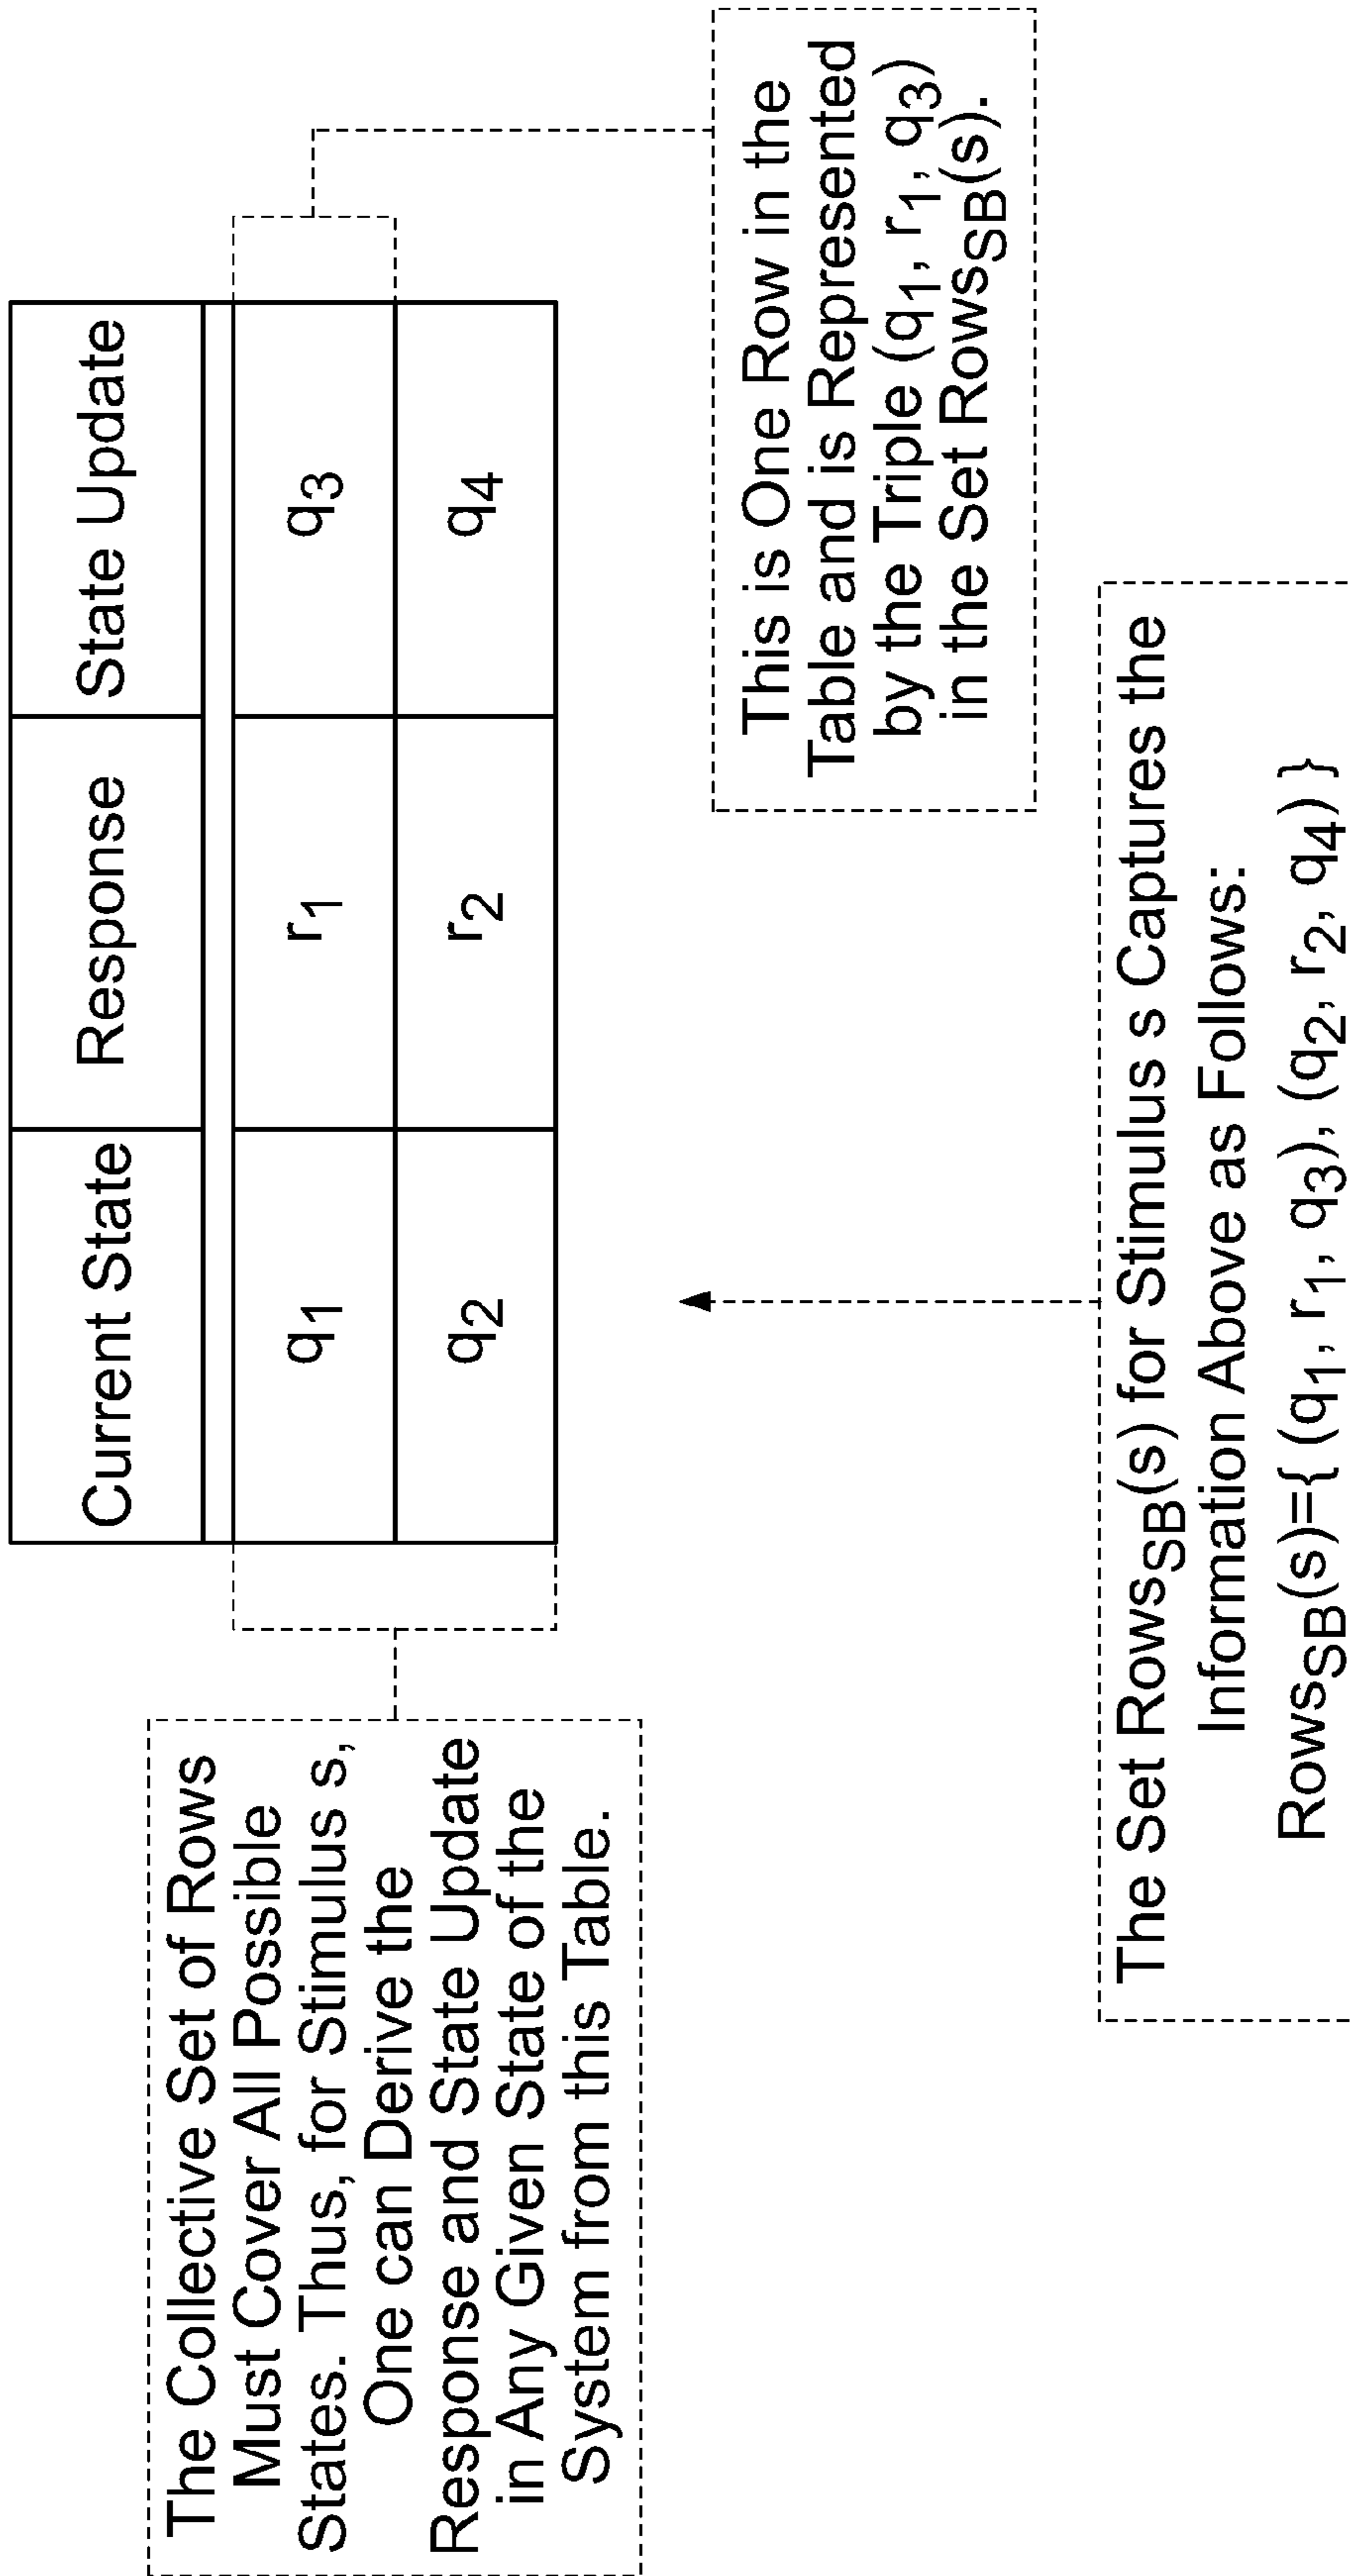 Current State Response State Update
q1 r1 q3
q2 r2 q4
The Collective Set of Rows
Must Cover All Possible
States. Thus, for Stimulus s,
One can Derive the
Response and State Update
in Any Given State of the
System from this Table.
This is One Row in the
Table and is Represented
by the Triple (q1, r1, q3)
in the Set RowsSB(s).
The Set RowsSB(s) for Stimulus s Captures the
Information Above as Follows:
RowsSB(s)={ (q1, r1, q3), (q2, r2, q4) }